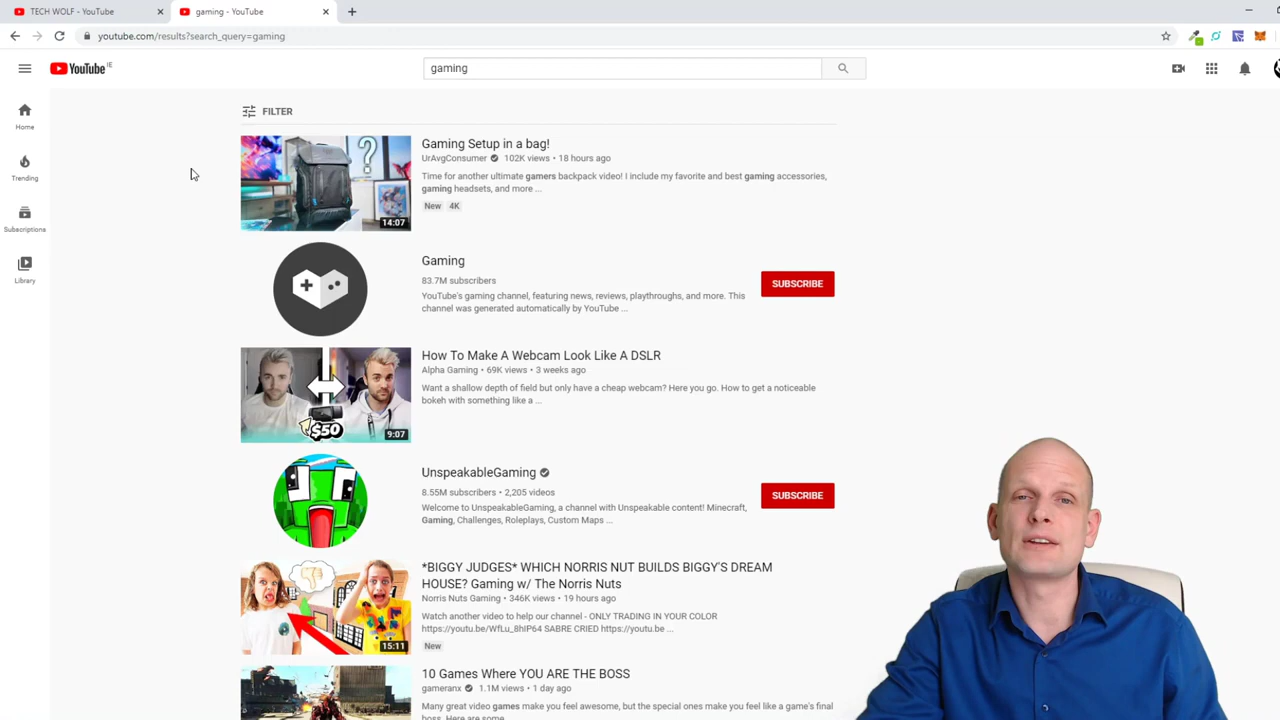 TECH WOLF - YouTube
gaming - YouTube
youtube.com/results?search_query=gaming
YouTube IE
gaming
Home
Trending
Subscriptions
Library
FILTER
14:07
Gaming Setup in a bag!
UrAvgConsumer 102K views • 18 hours ago
Time for another ultimate gamers backpack video! I include my favorite and best gaming accessories,
gaming headsets, and more ...
New 4K
Gaming
83.7M subscribers
YouTube's gaming channel, featuring news, reviews, playthroughs, and more. This
channel was generated automatically by YouTube ...
SUBSCRIBE
$50
9:07
How To Make A Webcam Look Like A DSLR
Alpha Gaming • 69K views • 3 weeks ago
Want a shallow depth of field but only have a cheap webcam? Here you go. How to get a noticeable
bokeh with something like a ...
UnspeakableGaming
8.55M subscribers • 2,205 videos
Welcome to UnspeakableGaming, a channel with Unspeakable content! Minecraft,
Gaming, Challenges, Roleplays, Custom Maps ...
SUBSCRIBE
15:11
*BIGGY JUDGES* WHICH NORRIS NUT BUILDS BIGGY'S DREAM
HOUSE? Gaming w/ The Norris Nuts
Norris Nuts Gaming • 346K views • 19 hours ago
Watch another video to help our channel - ONLY TRADING IN YOUR COLOR
https://youtu.be/WfLu_8hIP64 SABRE CRIED https://youtu.be ...
New
10 Games Where YOU ARE THE BOSS
gameranx 1.1M views • 1 day ago
Many great video games make you feel awesome, but the special ones make you feel like a game's final
boss. Here are some...